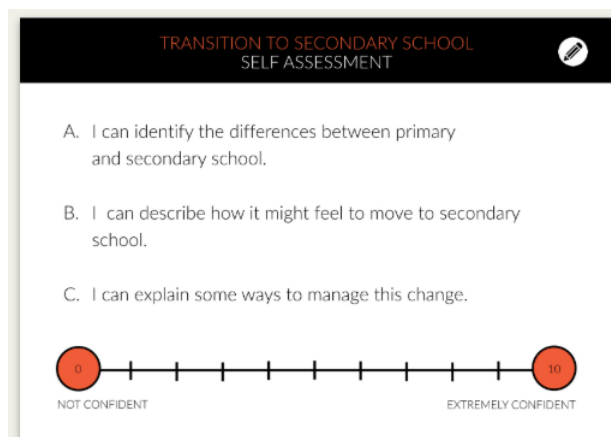 TRANSITION TO SECONDARY SCHOOL
SELF ASSESSMENT
A. I can identify the differences between primary
and secondary school.
B. I can describe how it might feel to move to secondary
school.
C. I can explain some ways to manage this change.
0 10
NOT CONFIDENT EXTREMELY CONFIDENT